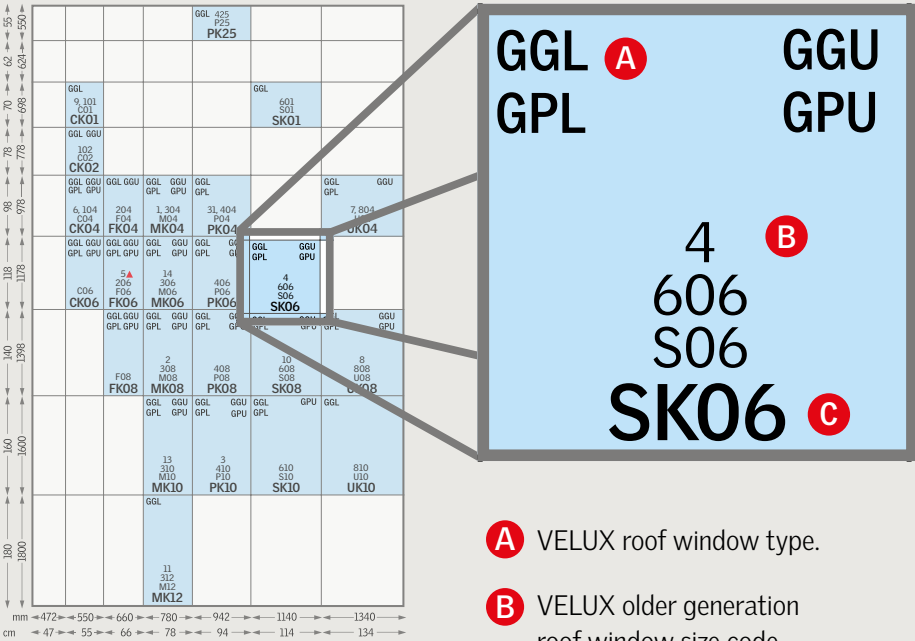 GGL 425
P25
PK25
GGL
9, 101
C01
CK01
GGL
601
S01
SK01
GGL GGU
102
C02
CK02
GGL GGU
GPL GPU
6, 104
C04
CK04
GGL GGU
204
F04
FK04
GGL GGU
GPL GPU
1, 304
M04
MK04
GGL
GPL
31, 404
P04
PK04
GGL GGU
GPL
7, 804
UK04
GGL GGU
GPL GPU
C06
CK06
GGL GGU
GPL GPU
5▲
206
F06
FK06
GGL GGU
GPL GPU
14
306
M06
MK06
GGL
GPL
406
P06
PK06
GGL GGU
GPL GPU
4
606
S06
SK06
GGL GGU
GPL GPU
F08
FK08
GGL GGU
GPL GPU
2
308
M08
MK08
GGL
GPL
408
P08
PK08
GPL GGU
GPU
10
608
S08
SK08
GGU
GPL GPU
8
808
U08
08
GGL GGU
GPL GPU
13
310
M10
MK10
GGL GGU
GPL GPU
3
410
P10
PK10
GGL GPU
GPL
610
S10
SK10
GGL
810
U10
UK10
GGL
11
312
M12
MK12
55 550
62 624
70 698
78 778
98 978
118 1178
140 1398
160 1600
180 1800
mm 472 550 660 780 942 1140 1340
cm 47 55 66 78 94 114 134
GGL A GGU
GPL GPU
4 B
606
S06
SK06 C
A VELUX roof window type.
B VELUX older generation
roof window size code